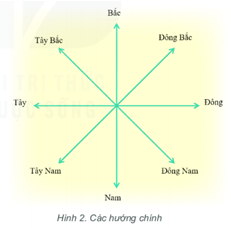 Bắc
Tây Bắc
Đông Bắc
Tây
Đông
Tây Nam
Đông Nam
Nam
Hình 2. Các hướng chính